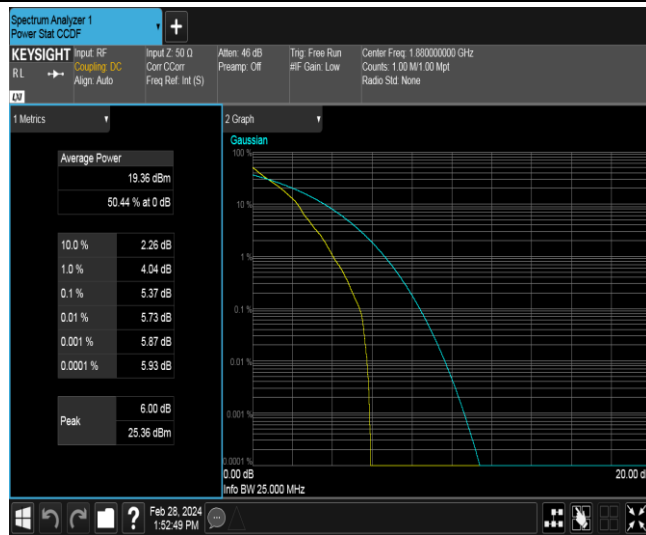 Spectrum Analyzer 1
Power Stat CCDF
+
KEYSIGHT
RL
Input: RF
Coupling: DC
Align: Auto
Input Z: 50 Ω
Corr CCorr
Freq Ref: Int (S)
Atten: 46 dB
Preamp: Off
Trig: Free Run
#IF Gain: Low
Center Freq: 1.880000000 GHz
Counts: 1.00 M/1.00 Mpt
Radio Std: None
1 Metrics
Average Power
19.36 dBm
50.44 % at 0 dB
10.0 % 2.26 dB
1.0 % 4.04 dB
0.1 % 5.37 dB
0.01 % 5.73 dB
0.001 % 5.87 dB
0.0001 % 5.93 dB
Peak
6.00 dB
25.36 dBm
2 Graph
Gaussian
100 %
10 %
1 %
0.1 %
0.01 %
0.001 %
0.0001 %
0.00 dB
20.00 d
Info BW 25.000 MHz
?
Feb 28, 2024
1:52:49 PM